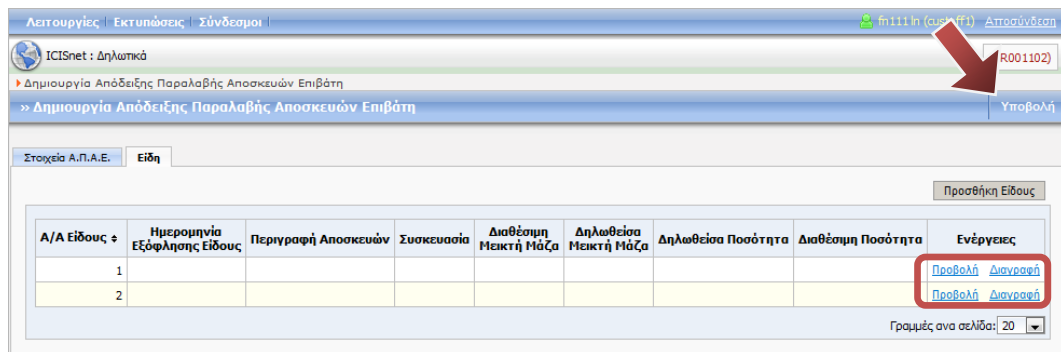 Λειτουργίες Εκτυπώσεις Σύνδεσμοι fn111 ln Αποσύνδεση
ICISnet : Δηλωτικά R001102)
Δημιουργία Απόδειξης Παραλαβής Αποσκευών Επιβάτη
» Δημιουργία Απόδειξης Παραλαβής Αποσκευών Επιβάτη Υποβολή
Στοιχεία Α.Π.Α.Ε. Είδη
Προσθήκη Είδους
Α/Α Είδους Ημερομηνία Εξόφλησης Είδους Περιγραφή Αποσκευών Συσκευασία Διαθέσιμη Μεικτή Μάζα Δηλωθείσα Μεικτή Μάζα Δηλωθείσα Ποσότητα Διαθέσιμη Ποσότητα Ενέργειες
1 Προβολή Διαγραφή
2 Προβολή Διαγραφή
Γραμμές ανα σελίδα: 20